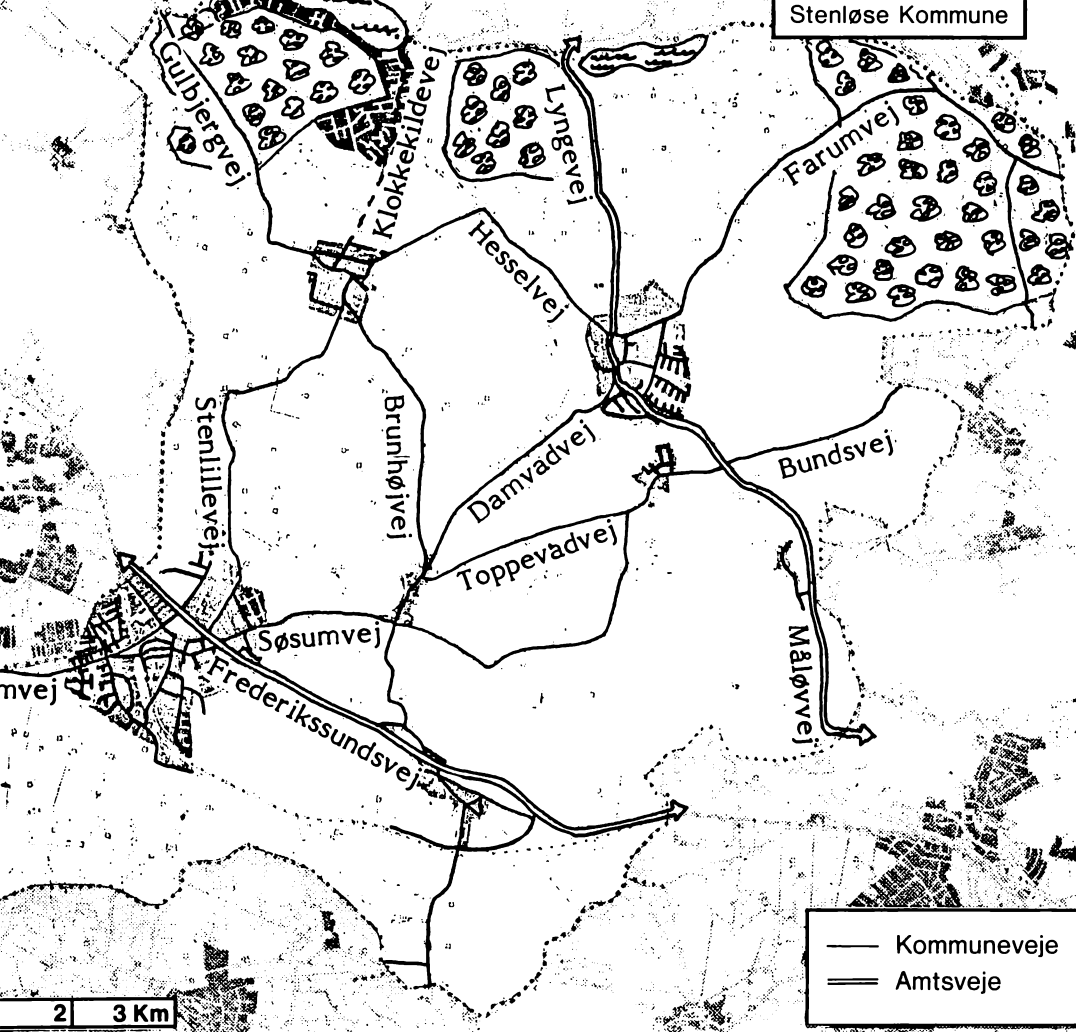 Stenløse Kommune
Gulbjergvej
Klokkekildevej
Lyngevej
Farumvej
Hesselvej
Stenlillevej
Brunhøjvej
Damvadvej
Bundsvej
Toppevadvej
Søsumvej
mvej
Frederikssundsvej
Måløvvej
Kommuneveje
Amtsveje
2 3 Km